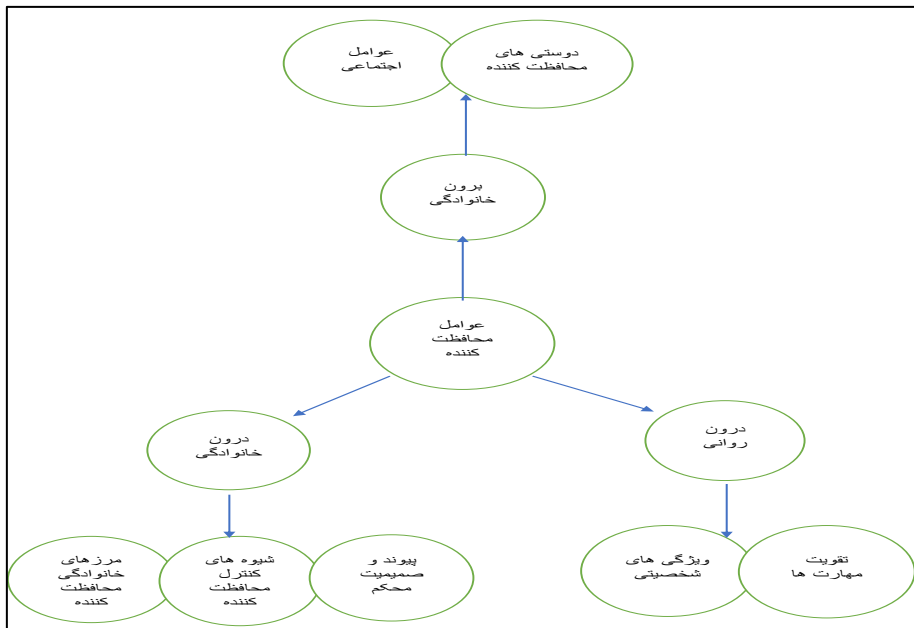 دوستی های
محافظت کننده
عوامل
اجتماعی
برون
خانوادگی
عوامل
محافظت
کننده
درون
روانی
درون
خانوادگی
تقویت
مهارت ها
ویژگی های
شخصیتی
پیوند و
صمیمیت
محکم
شیوه های
کنترل
محافظت
کننده
مرزهای
خانوادگی
محافظت
کننده